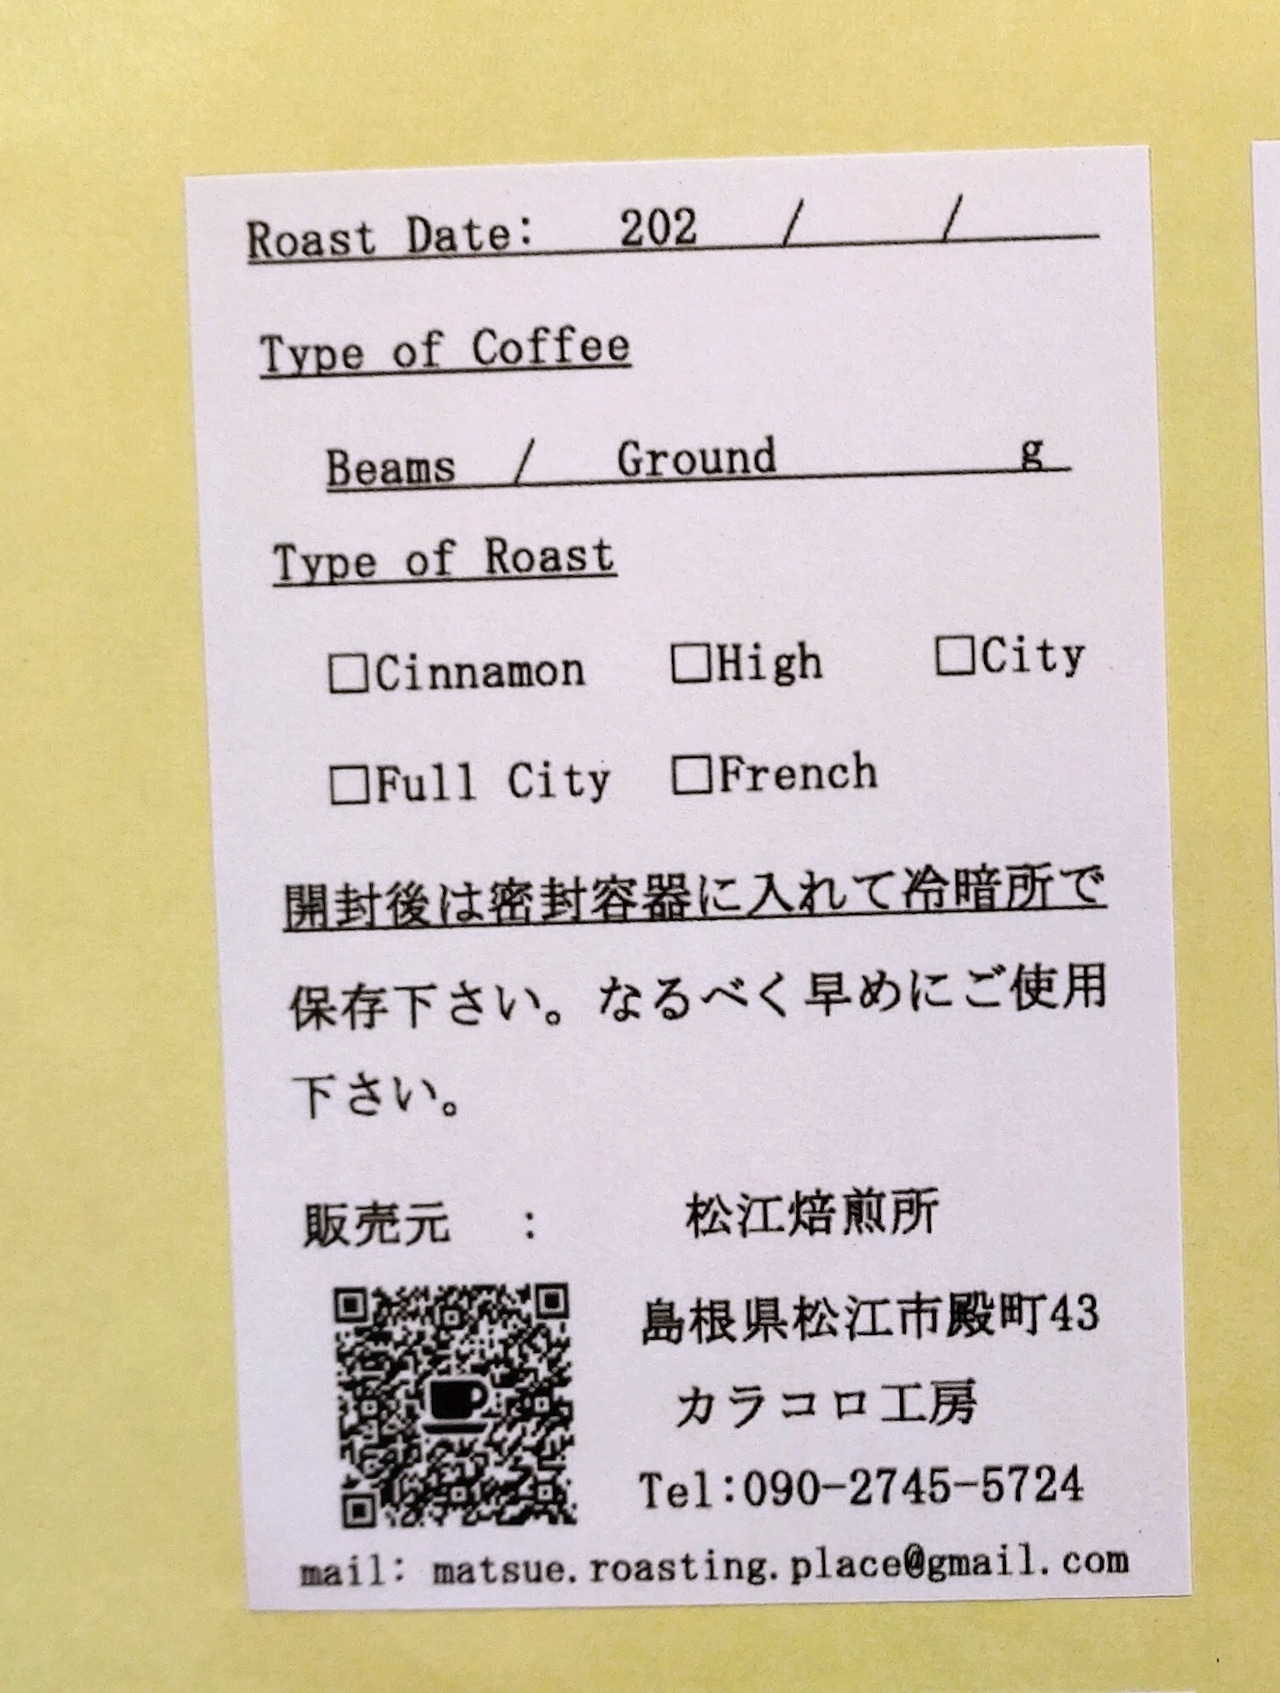 Roast Date: 202 / /
Type of Coffee
Beams / Ground g
Type of Roast
□Cinnamon □High □City
□Full City □French
開封後は密封容器に入れて冷暗所で
保存下さい。なるべく早めにご使用
下さい。
販売元 : 松江焙煎所
島根県松江市殿町43
カラコロ工房
Tel:090-2745-5724
mail: matsue.roasting.place@gmail.com